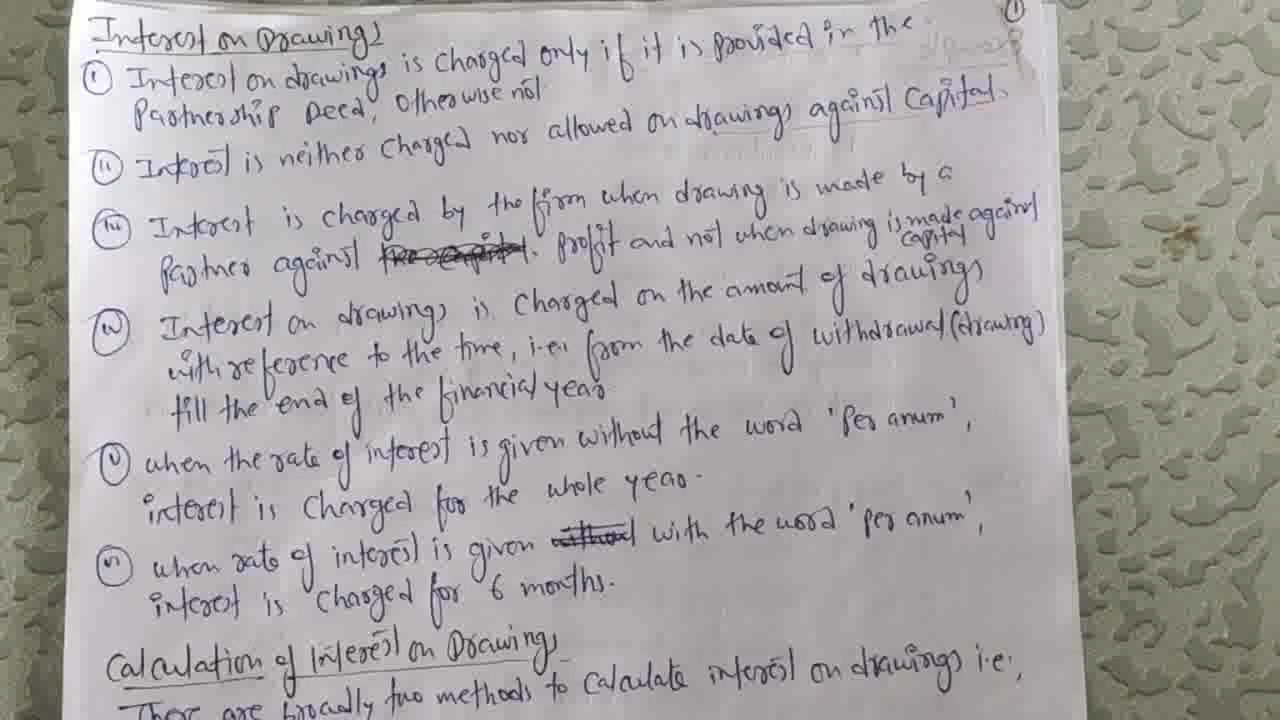 Interest on Drawings
(1)
(i) Interest on drawings is charged only if it is provided in the
Partnership Deed, otherwise not
(ii) Interest is neither charged nor allowed on drawings against capital.
(iii) Interest is charged by the firm when drawing is made by a
Partner against profit and not when drawing is made against
capital
(iv) Interest on drawings is charged on the amount of drawings
with reference to the time, i.e. from the date of withdrawal (drawing)
till the end of the financial year
(v) when the rate of interest is given without the word 'Per anum',
interest is charged for the whole year.
(vi) when rate of interest is given with the word 'per anum',
interest is charged for 6 months.
Calculation of Interest on Drawings
There are broadly two methods to calculate interest on drawings i.e;